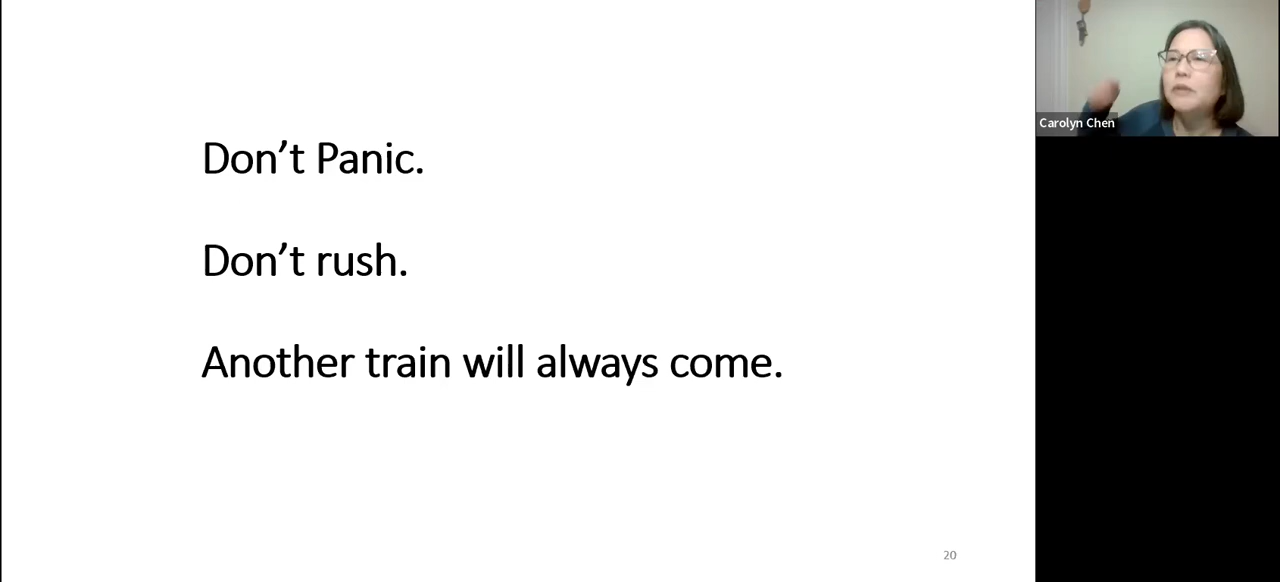 Don’t Panic.
Don’t rush.
Another train will always come.
20
Carolyn Chen